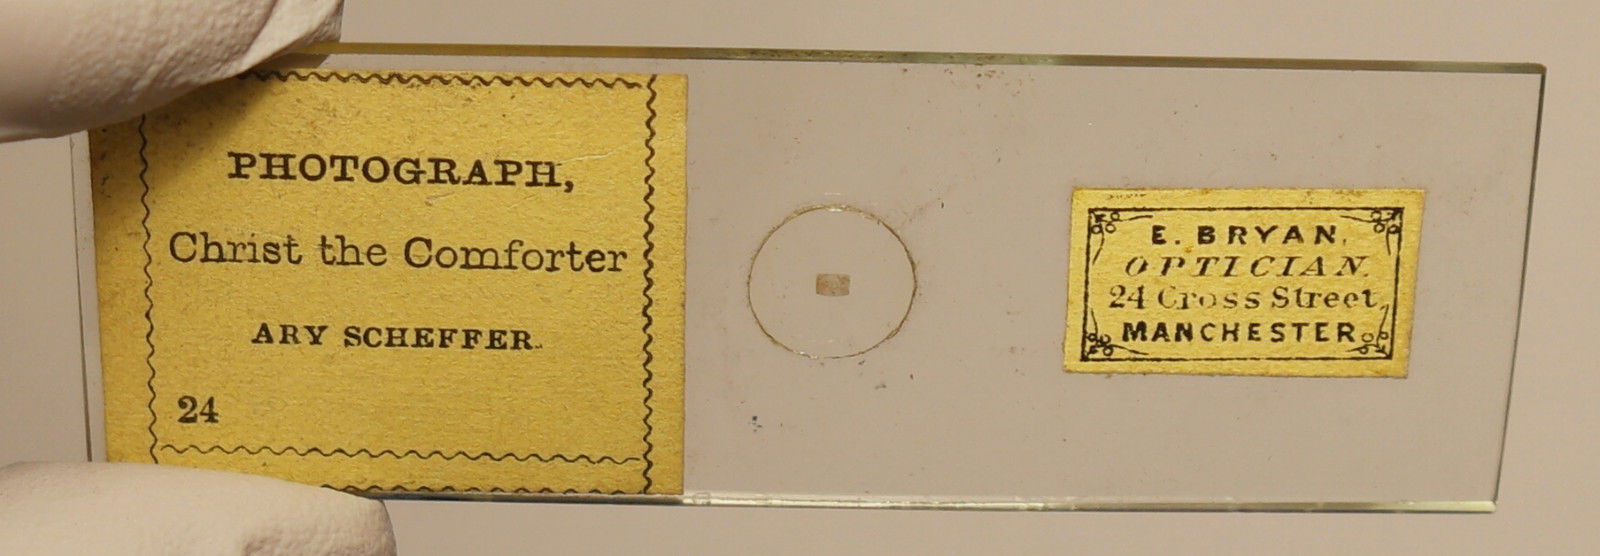 PHOTOGRAPH,
Christ the Comforter
ARY SCHEFFER.
24
E. BRYAN,
OPTICIAN.
24 Cross Street,
MANCHESTER.